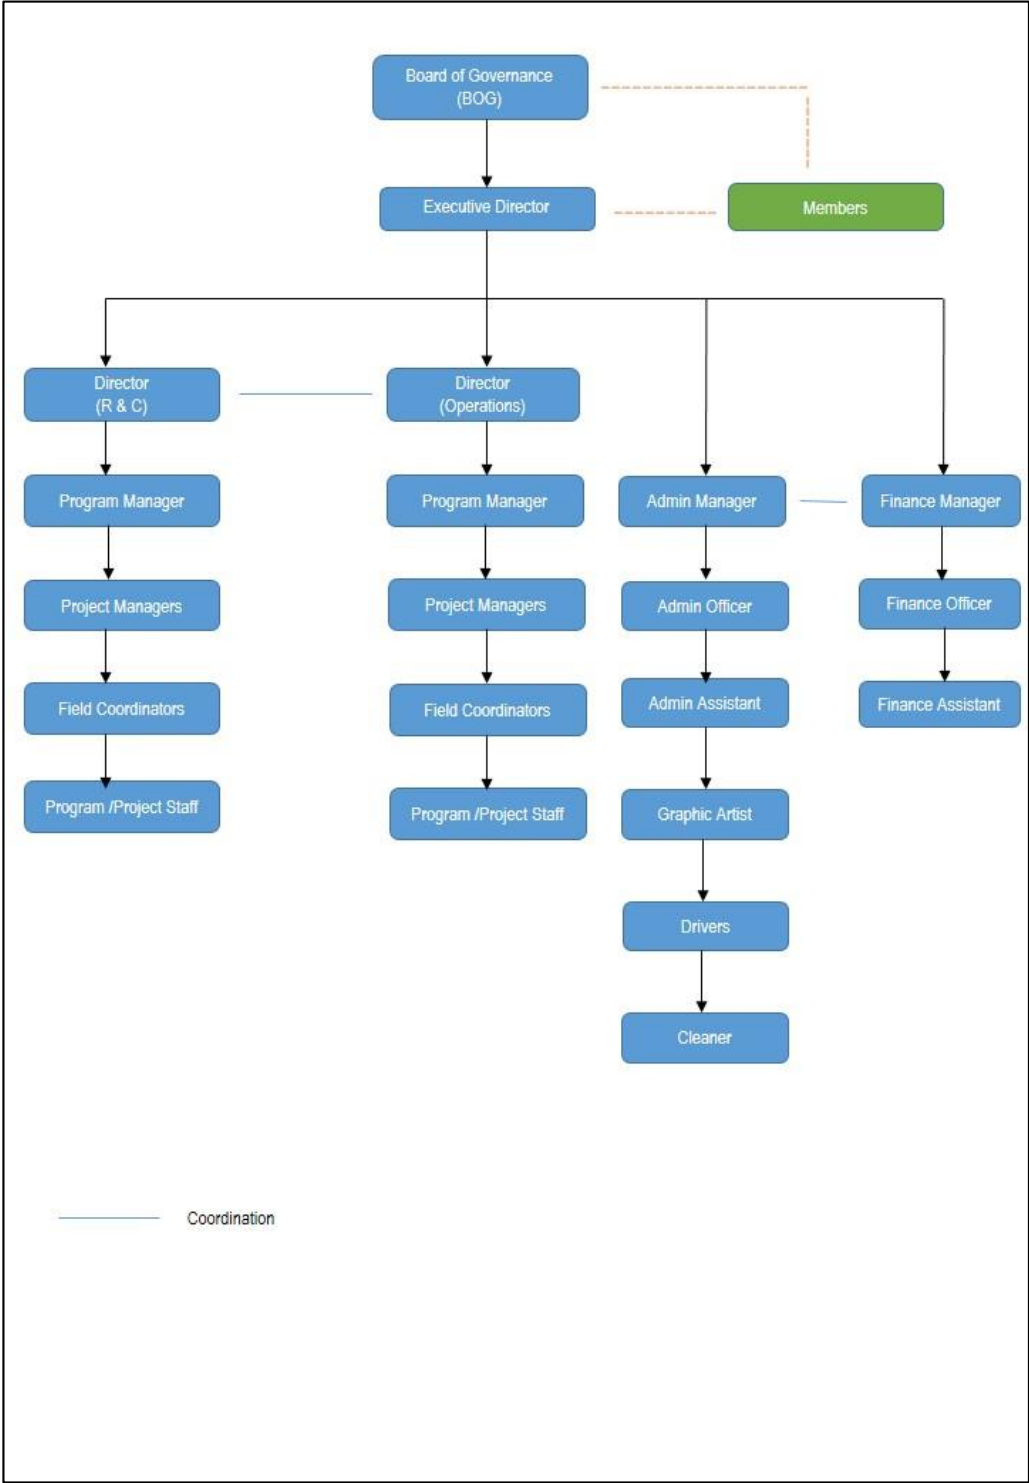 Board of Governance
(BOG)
Executive Director
Members
Director
(R & C)
Director
(Operations)
Program Manager
Program Manager
Admin Manager
Finance Manager
Project Managers
Project Managers
Admin Officer
Finance Officer
Field Coordinators
Field Coordinators
Admin Assistant
Finance Assistant
Program /Project Staff
Program /Project Staff
Graphic Artist
Drivers
Cleaner
Coordination